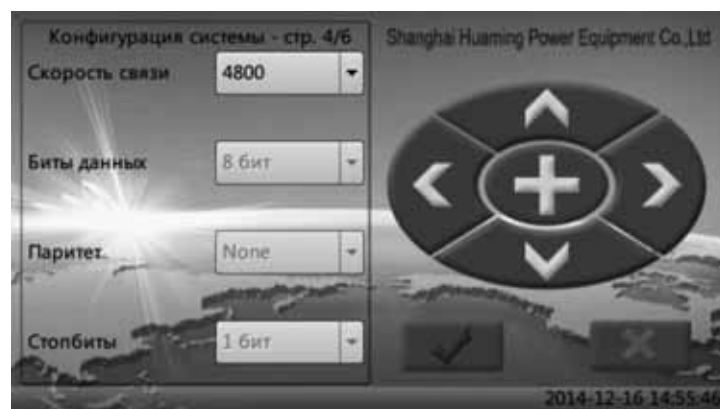 Конфигурация системы - стр. 4/6
Shanghai Huaming Power Equipment Co.,Ltd
Скорость связи 4800
Биты данных 8 бит
Паритет. None
Стопбиты 1 бит
2014-12-16 14:55:46